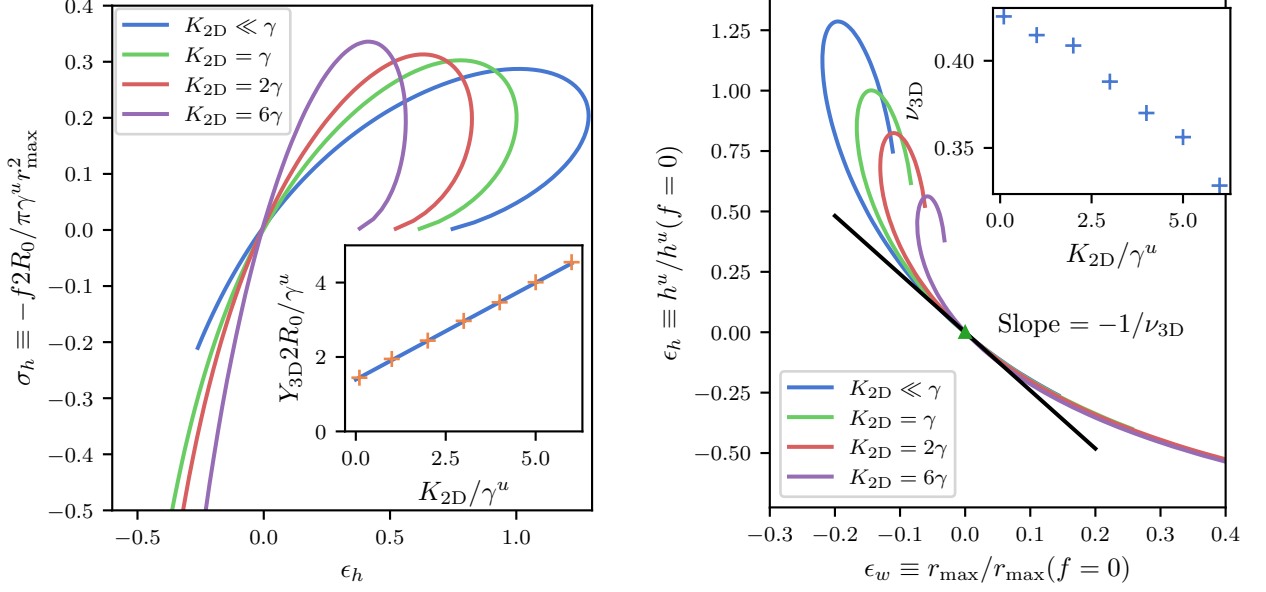 σ_h ≡ −f2R_0/πγ^u r_max^2
0.4
0.3
0.2
0.1
0.0
−0.1
−0.2
−0.3
−0.4
−0.5
K_2D ≪ γ
K_2D = γ
K_2D = 2γ
K_2D = 6γ
Y_3D 2R_0/γ^u
4
2
0
0.0 2.5 5.0
K_2D/γ^u
−0.5 0.0 0.5 1.0
ϵ_h
ϵ_h ≡ h^u/h^u(f = 0)
1.25
1.00
0.75
0.50
0.25
0.00
−0.25
−0.50
ν_3D
0.40
0.35
0.0 2.5 5.0
K_2D/γ^u
Slope = −1/ν_3D
K_2D ≪ γ
K_2D = γ
K_2D = 2γ
K_2D = 6γ
−0.3 −0.2 −0.1 0.0 0.1 0.2 0.3 0.4
ϵ_w ≡ r_max/r_max(f = 0)